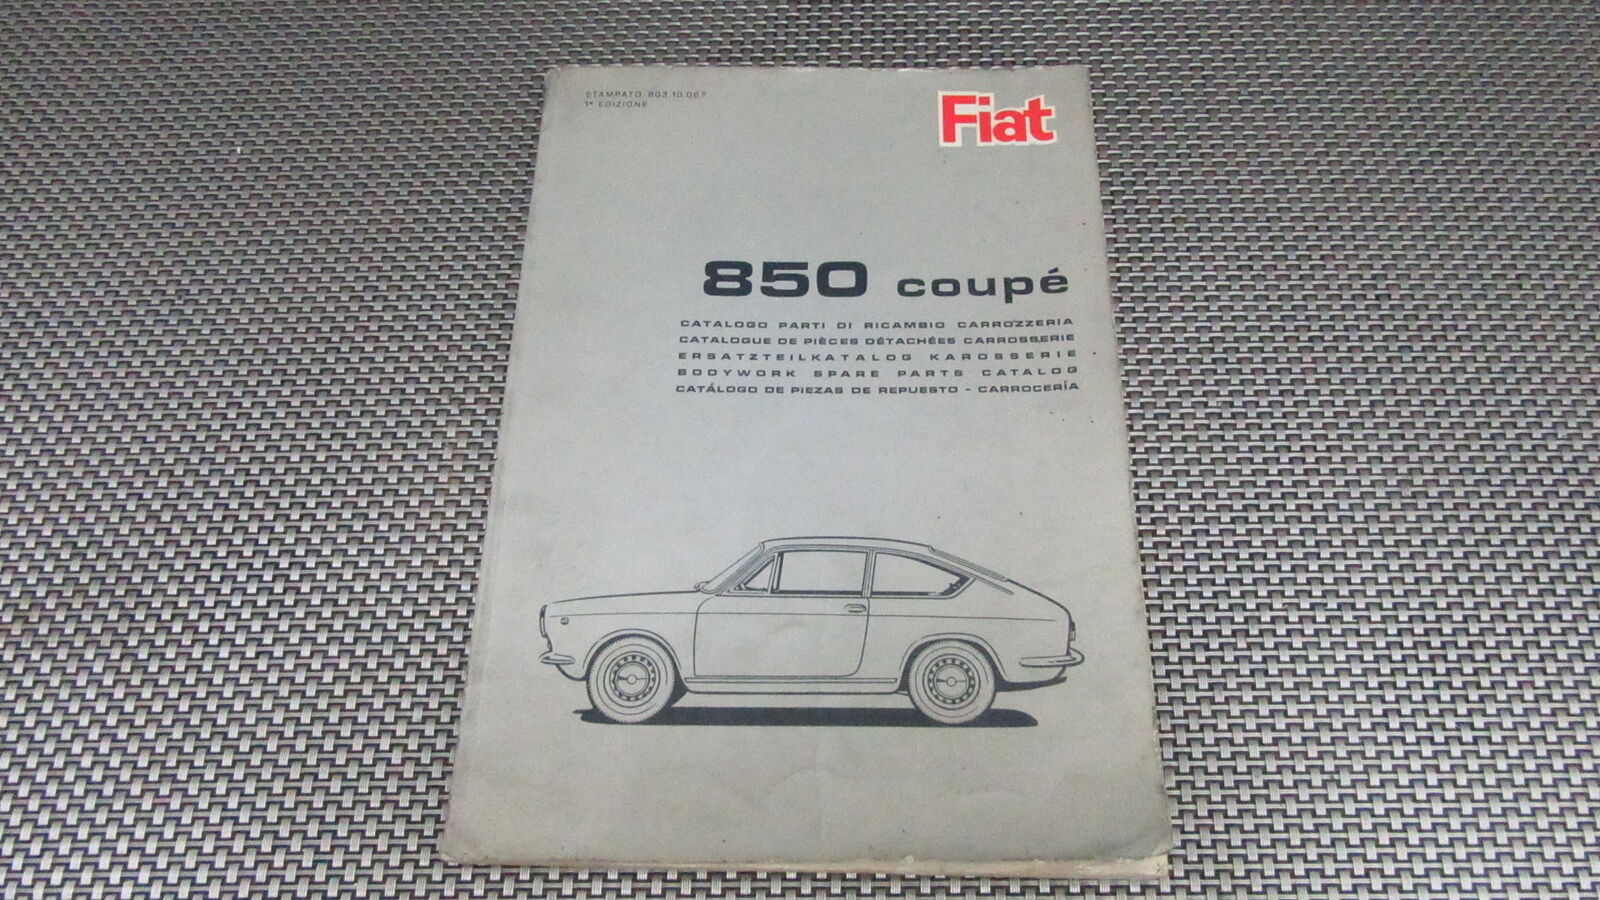 STAMPATO 603.10.067
1ª EDIZIONE
Fiat
850 coupé
CATALOGO PARTI DI RICAMBIO CARROZZERIA
CATALOGUE DE PIÈCES DÉTACHÉES CARROSSERIE
ERSATZTEILKATALOG KAROSSERIE
BODYWORK SPARE PARTS CATALOG
CATÁLOGO DE PIEZAS DE REPUESTO - CARROCERÍA